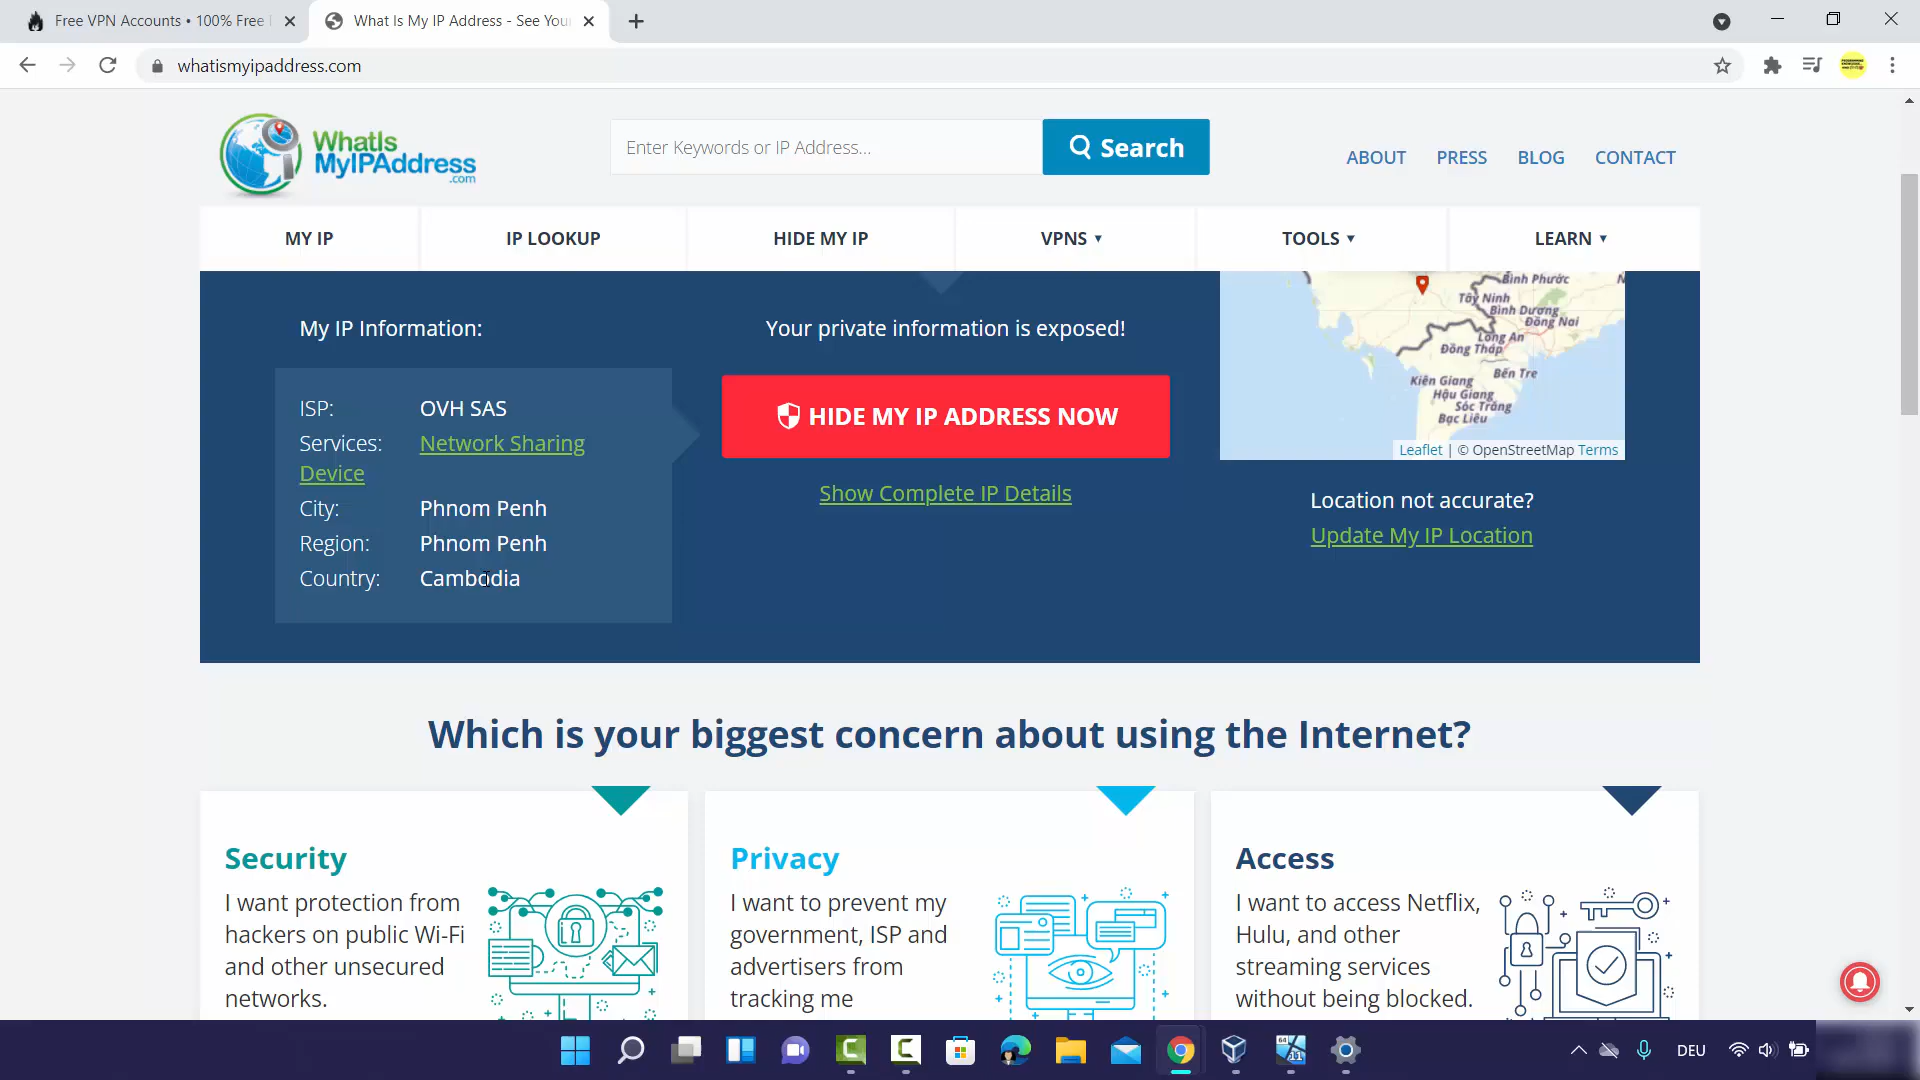 Free VPN Accounts • 100% Free
What Is My IP Address - See You
whatismyipaddress.com
WhatIs
MyIPAddress
.com
Enter Keywords or IP Address...
Search
ABOUT
PRESS
BLOG
CONTACT
MY IP
IP LOOKUP
HIDE MY IP
VPNS
TOOLS
LEARN
My IP Information:
ISP: OVH SAS
Services: Network Sharing
Device
City: Phnom Penh
Region: Phnom Penh
Country: Cambodia
Your private information is exposed!
HIDE MY IP ADDRESS NOW
Show Complete IP Details
Bình Phước
Tây Ninh
Bình Dương
Đồng Nai
Long An
Đồng Tháp
Bến Tre
Kiên Giang
Hậu Giang
Sóc Trăng
Bạc Liêu
Leaflet | © OpenStreetMap Terms
Location not accurate?
Update My IP Location
Which is your biggest concern about using the Internet?
Security
I want protection from
hackers on public Wi-Fi
and other unsecured
networks.
Privacy
I want to prevent my
government, ISP and
advertisers from
tracking me
Access
I want to access Netflix,
Hulu, and other
streaming services
without being blocked.
64
11
DEU